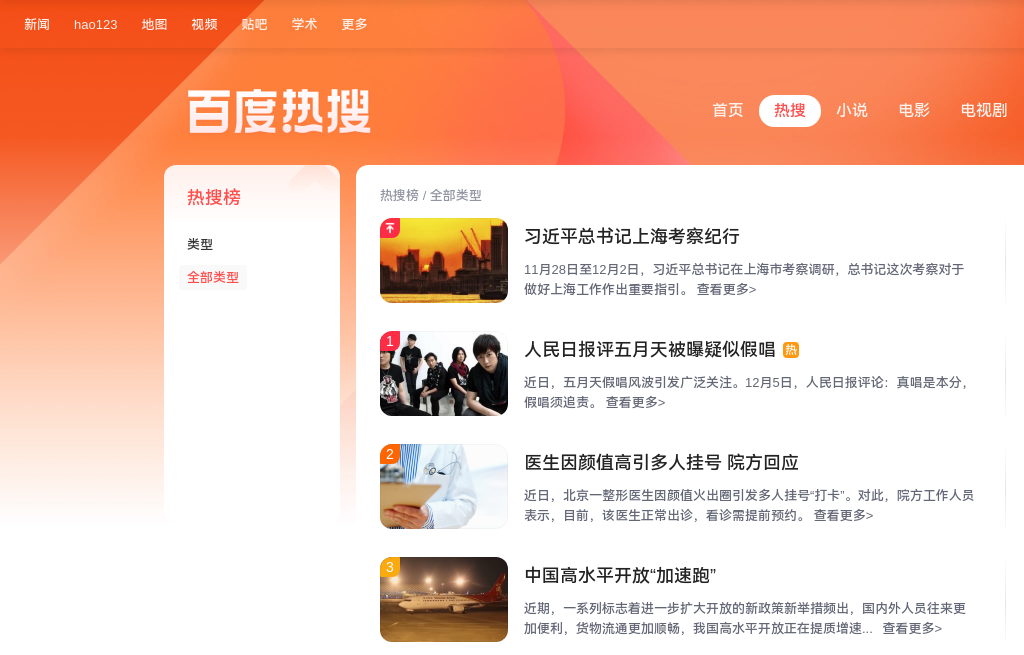 新闻 hao123 地图 视频 贴吧 学术 更多
百度热搜
首页 热搜 小说 电影 电视剧
热搜榜
类型
全部类型
热搜榜 / 全部类型
习近平总书记上海考察纪行
11月28日至12月2日，习近平总书记在上海市考察调研，总书记这次考察对于
做好上海工作作出重要指引。 查看更多>
1
人民日报评五月天被曝疑似假唱 热
近日，五月天假唱风波引发广泛关注。12月5日，人民日报评论：真唱是本分，
假唱须追责。 查看更多>
2
医生因颜值高引多人挂号 院方回应
近日，北京一整形医生因颜值火出圈引发多人挂号“打卡”。对此，院方工作人员
表示，目前，该医生正常出诊，看诊需提前预约。 查看更多>
3
中国高水平开放“加速跑”
近期，一系列标志着进一步扩大开放的新政策新举措频出，国内外人员往来更
加便利，货物流通更加顺畅，我国高水平开放正在提质增速... 查看更多>